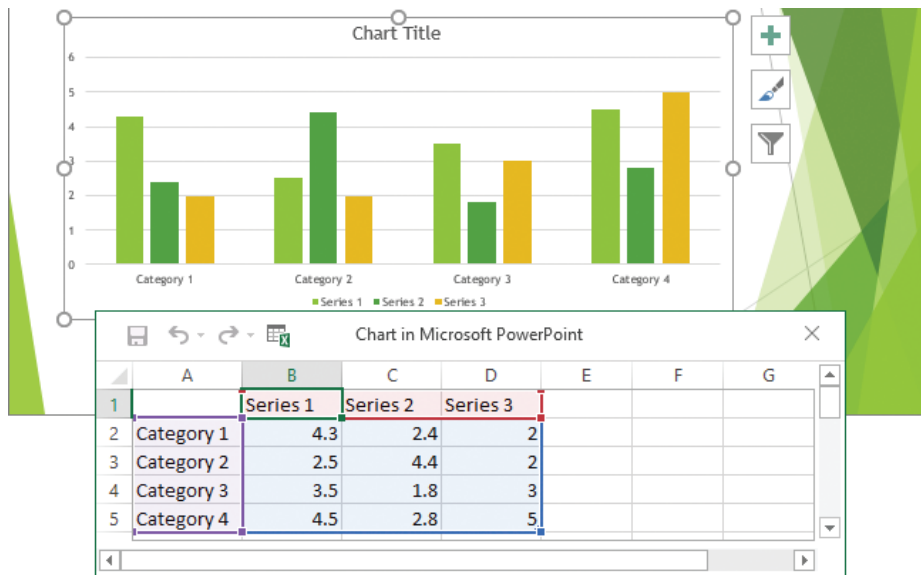 Chart Title
6
5
4
3
2
1
0
Category 1 Category 2 Category 3 Category 4
Series 1 Series 2 Series 3
Chart in Microsoft PowerPoint
A B C D E F G
1 Series 1 Series 2 Series 3
2 Category 1 4.3 2.4 2
3 Category 2 2.5 4.4 2
4 Category 3 3.5 1.8 3
5 Category 4 4.5 2.8 5